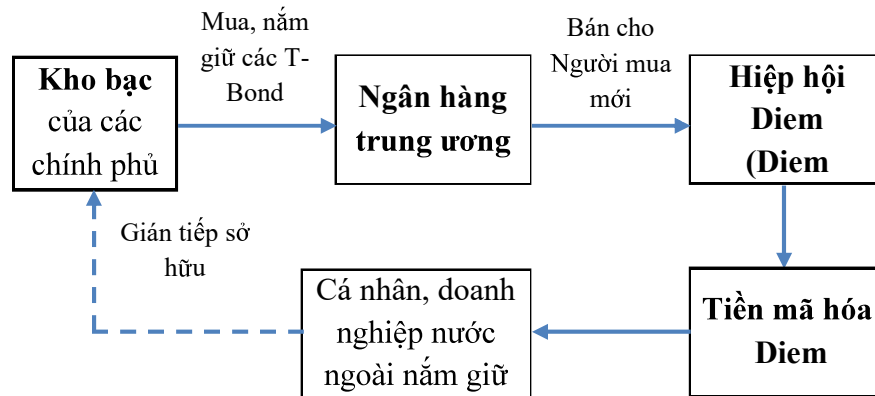 Mua, nắm
giữ các T-
Bond
Bán cho
Người mua
mới
Kho bạc
của các
chính phủ
Ngân hàng
trung ương
Hiệp hội
Diem
(Diem
Gián tiếp sở
hữu
Cá nhân, doanh
nghiệp nước
ngoài nắm giữ
Tiền mã hóa
Diem